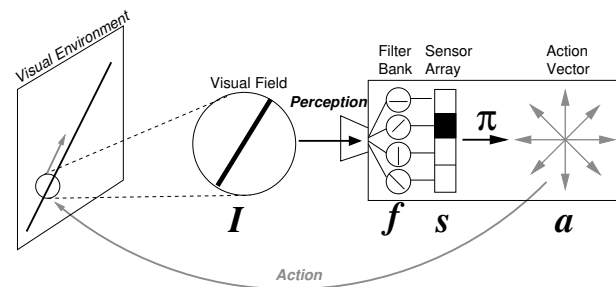 Visual Environment
Visual Field
Perception
Filter
Bank
Sensor
Array
Action
Vector
π
I
f
s
a
Action